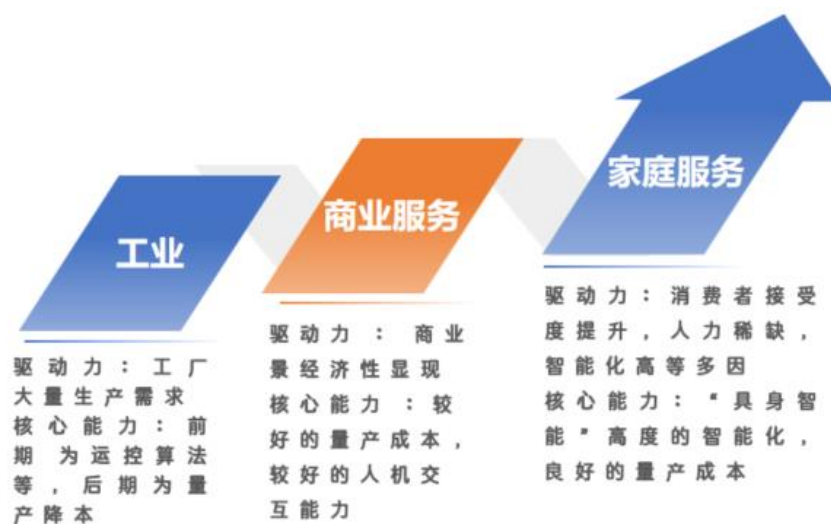 工业
驱动力：工厂
大量生产需求
核心能力：前
期 为运控算法
等，后期为量
产降本
商业服务
驱动力 ： 商业
景经济性显现
核心能力 ：较
好的量产成本，
较好的人机交
互能力
家庭服务
驱动力：消费者接受
度提升，人力稀缺，
智能化高等多因
核心能力：“具身智
能”高度的智能化，
良好的量产成本